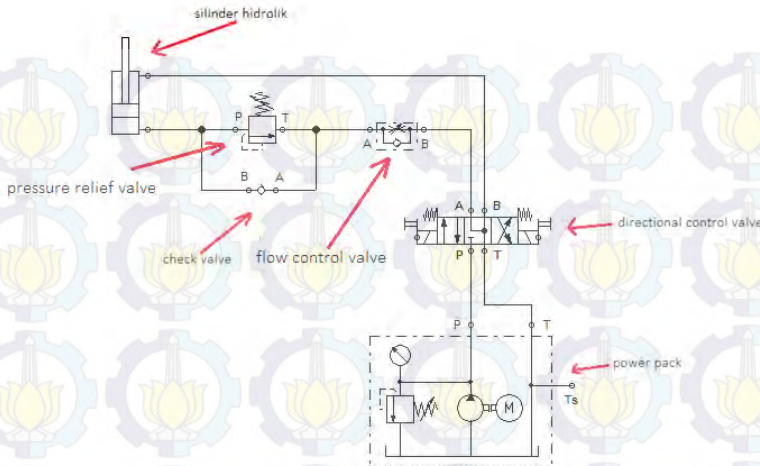 silinder hidrolik
P T
A B
B A
pressure relief valve
check valve
flow control valve
A B
directional control valve
P T
P T
power pack
M
Ts